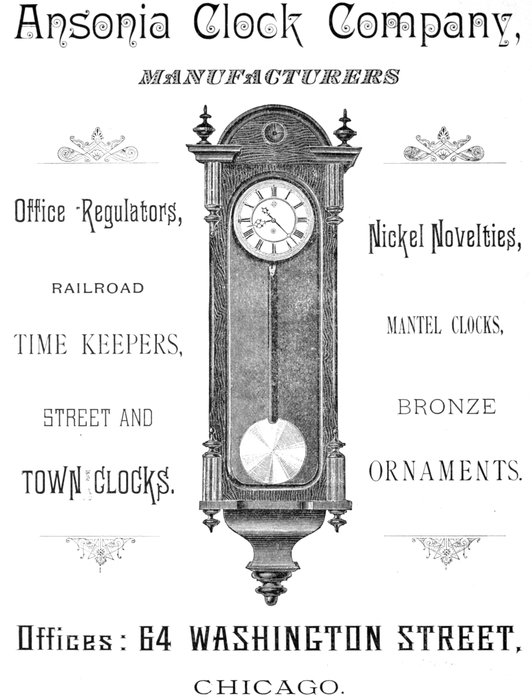 Ansonia Clock Company,
MANUFACTURERS
Office Regulators,
RAILROAD
TIME KEEPERS,
STREET AND
TOWN CLOCKS.
Nickel Novelties,
MANTEL CLOCKS,
BRONZE
ORNAMENTS.
Offices: 64 WASHINGTON STREET,
CHICAGO.